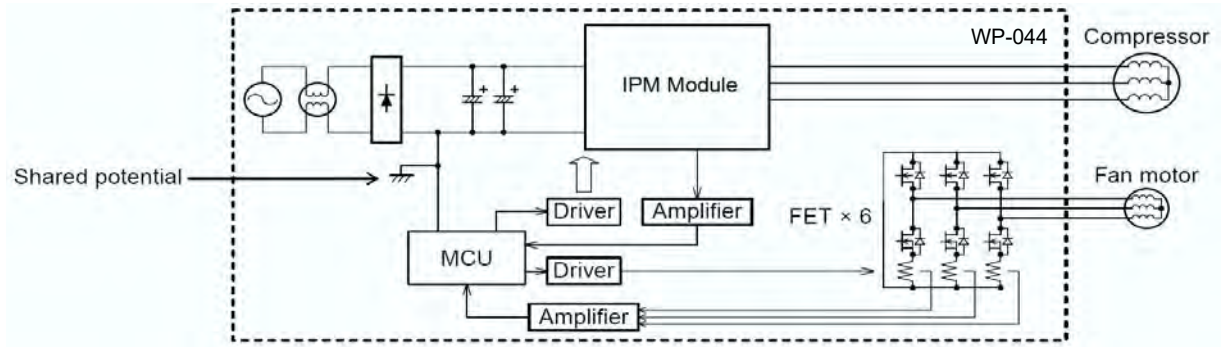 WP-044
Compressor
IPM Module
Shared potential
Fan motor
Driver
Amplifier
FET × 6
MCU
Driver
Amplifier